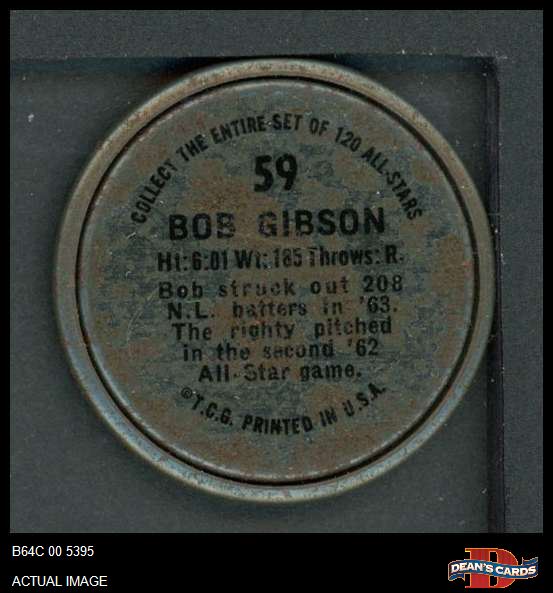 COLLECT THE ENTIRE SET OF 120 ALL-STARS
59
BOB GIBSON
Ht: 6:01 Wt: 185 Throws: R.
Bob struck out 208
N.L. batters in '63.
The righty pitched
in the second '62
All-Star game.
©T.C.G. PRINTED IN U.S.A.
B64C 00 5395
ACTUAL IMAGE
D
DEAN'S CARDS